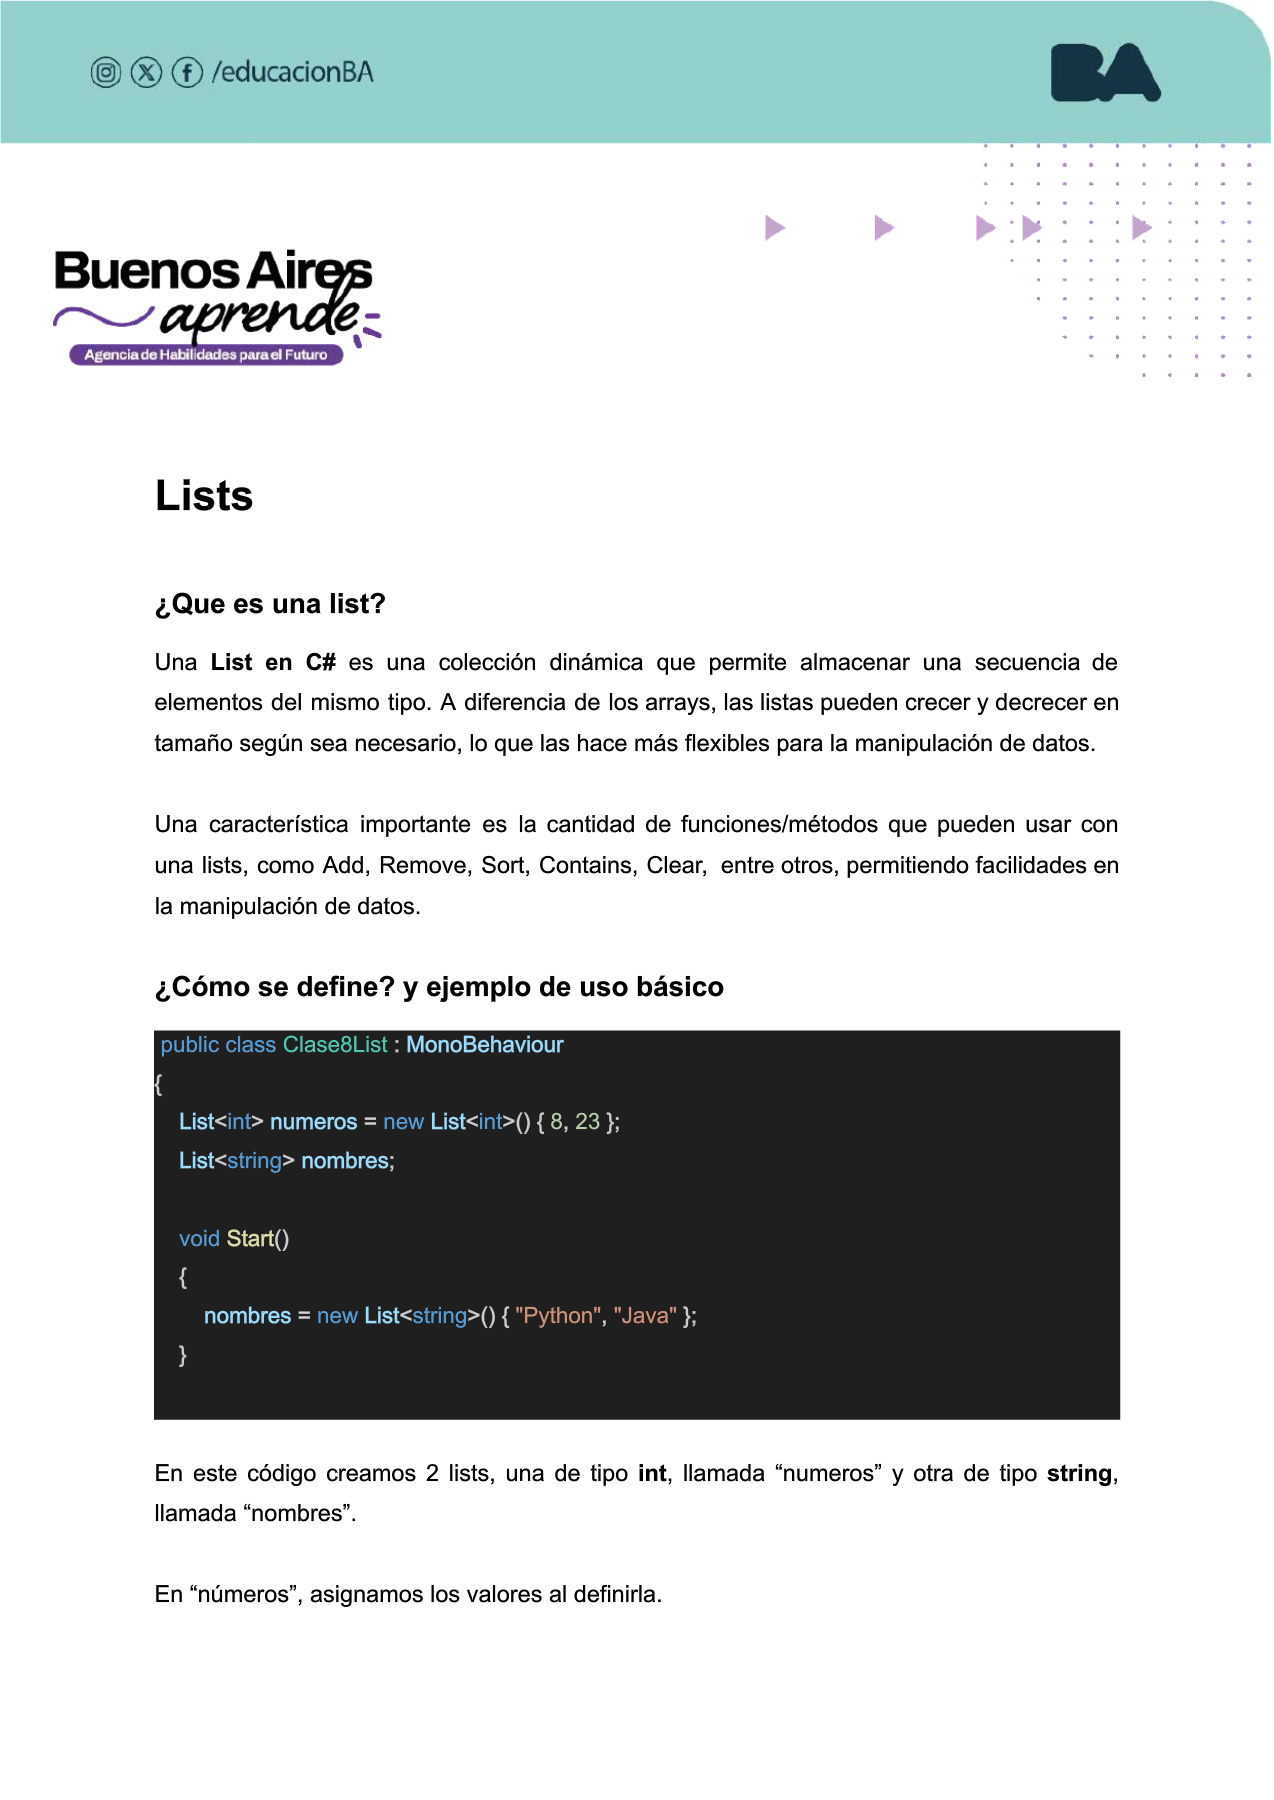 /educacionBA
BA
Buenos Aires
aprende
Agencia de Habilidades para el Futuro
Lists
¿Que es una list?
Una List en C# es una colección dinámica que permite almacenar una secuencia de
elementos del mismo tipo. A diferencia de los arrays, las listas pueden crecer y decrecer en
tamaño según sea necesario, lo que las hace más flexibles para la manipulación de datos.
Una característica importante es la cantidad de funciones/métodos que pueden usar con
una lists, como Add, Remove, Sort, Contains, Clear, entre otros, permitiendo facilidades en
la manipulación de datos.
¿Cómo se define? y ejemplo de uso básico
public class Clase8List : MonoBehaviour
{
List<int> numeros = new List<int>() { 8, 23 };
List<string> nombres;
void Start()
{
nombres = new List<string>() { "Python", "Java" };
}
En este código creamos 2 lists, una de tipo int, llamada “numeros” y otra de tipo string,
llamada “nombres”.
En “números”, asignamos los valores al definirla.